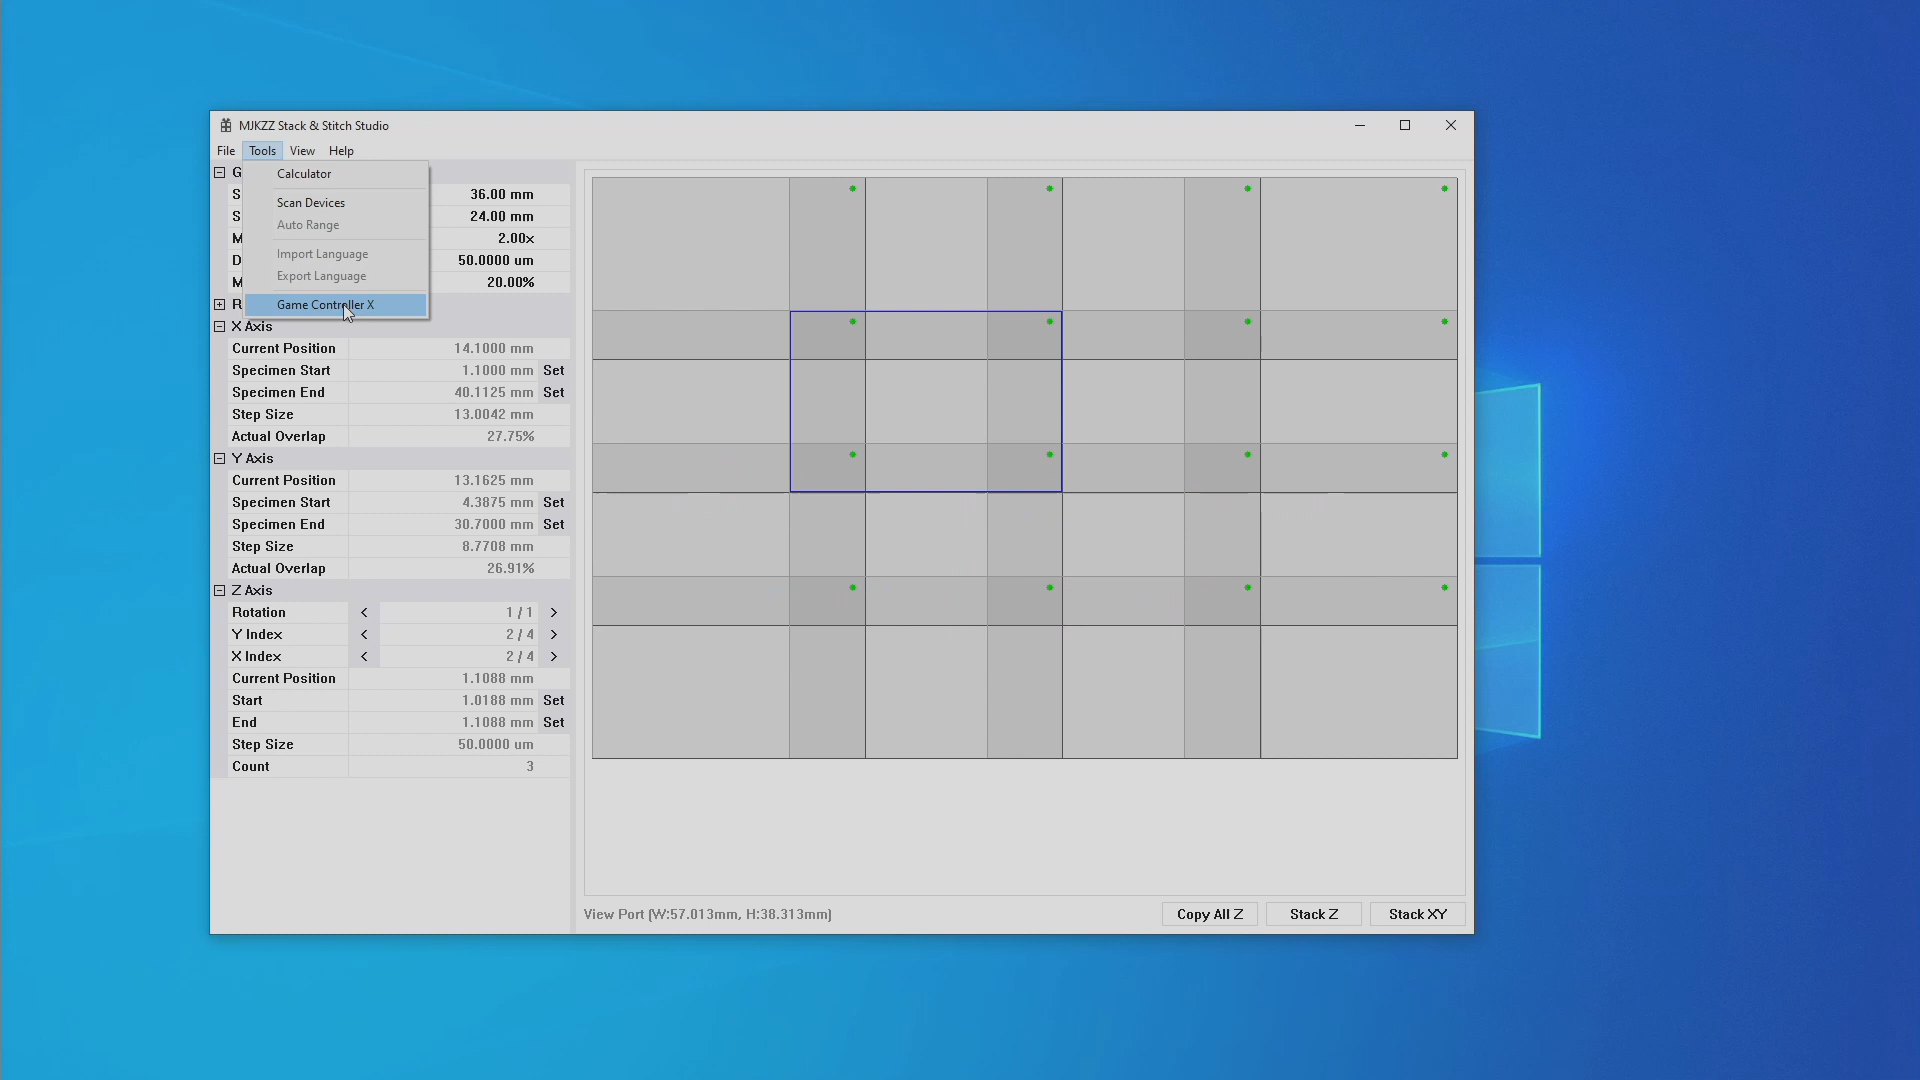 MJKZZ Stack & Stitch Studio
File Tools View Help
Calculator
Scan Devices
Auto Range
Import Language
Export Language
Game Controller X
G
S 36.00 mm
S 24.00 mm
M 2.00x
D 50.0000 um
M 20.00%
R
X Axis
Current Position 14.1000 mm
Specimen Start 1.1000 mm Set
Specimen End 40.1125 mm Set
Step Size 13.0042 mm
Actual Overlap 27.75%
Y Axis
Current Position 13.1625 mm
Specimen Start 4.3875 mm Set
Specimen End 30.7000 mm Set
Step Size 8.7708 mm
Actual Overlap 26.91%
Z Axis
Rotation < 1 / 1 >
Y Index < 2 / 4 >
X Index < 2 / 4 >
Current Position 1.1088 mm
Start 1.0188 mm Set
End 1.1088 mm Set
Step Size 50.0000 um
Count 3
View Port (W:57.013mm, H:38.313mm)
Copy All Z Stack Z Stack XY